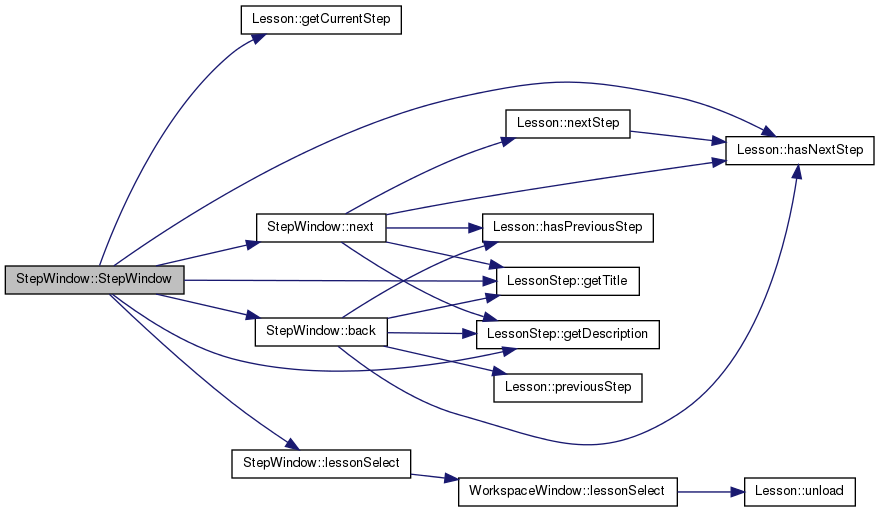 Lesson::getCurrentStep
Lesson::nextStep
Lesson::hasNextStep
StepWindow::next
Lesson::hasPreviousStep
StepWindow::StepWindow
LessonStep::getTitle
StepWindow::back
LessonStep::getDescription
Lesson::previousStep
StepWindow::lessonSelect
WorkspaceWindow::lessonSelect
Lesson::unload